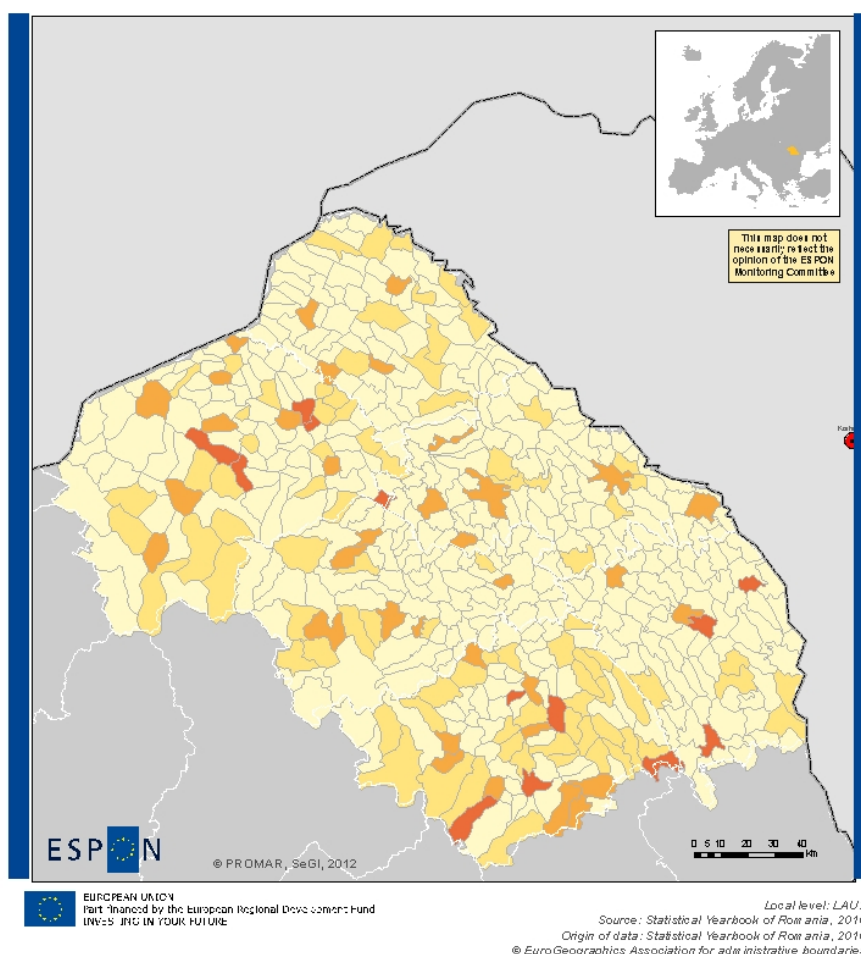 This map does not
necessarily reflect the
opinion of the ESPON
Monitoring Committee
ESPON
© PROMAR, SeGI, 2012
0 5 10 20 30 40
km
EUROPEAN UNION
Part financed by the European Regional Development Fund
INVESTING IN YOUR FUTURE
Local level: LAU
Source: Statistical Yearbook of Romania, 201
Origin of data: Statistical Yearbook of Romania, 201
© EuroGeographics Association for administrative boundarie